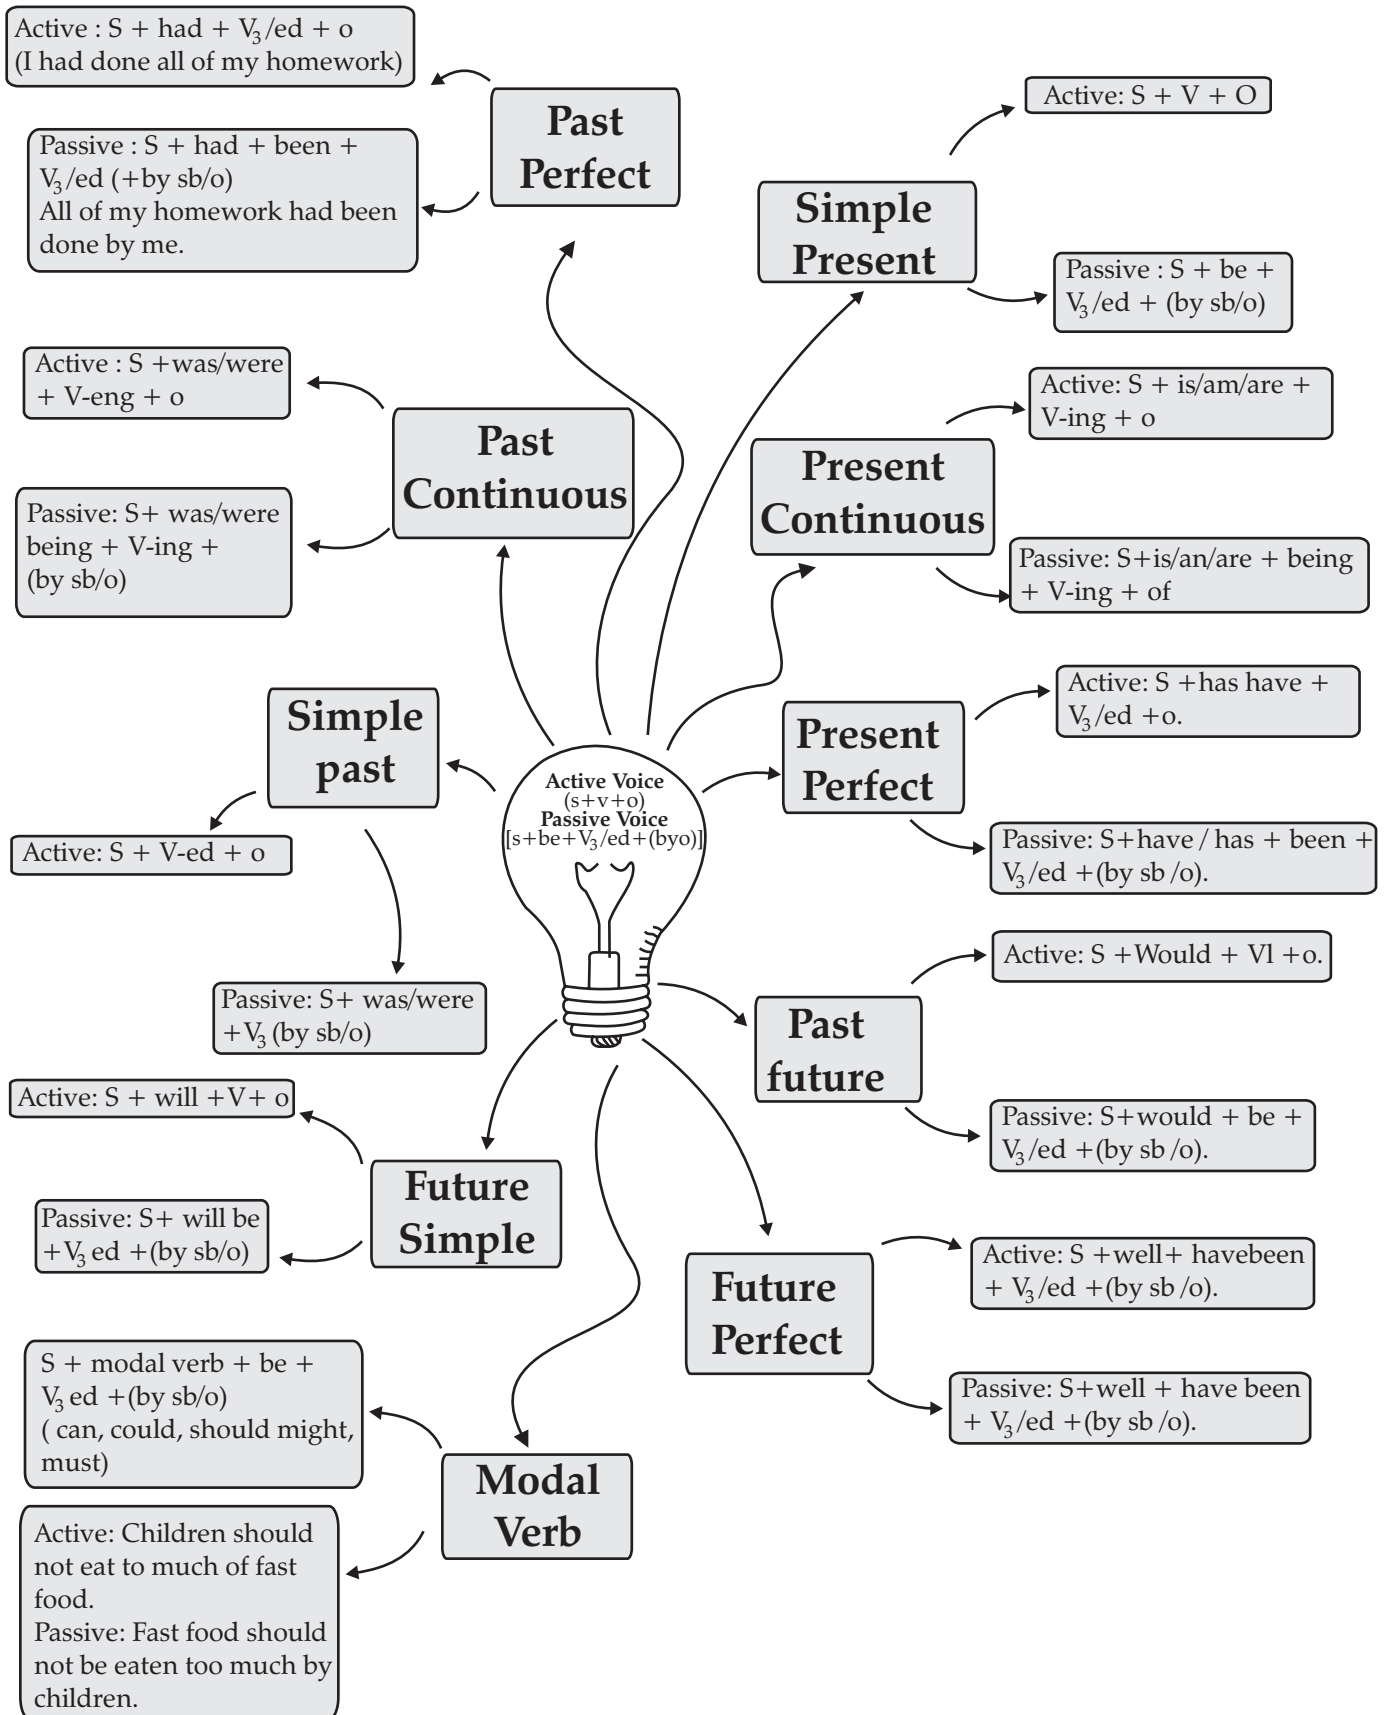 Active : S + had + V3/ed + o
(I had done all of my homework)
Past
Perfect
Passive : S + had + been +
V3/ed (+by sb/o)
All of my homework had been
done by me.
Active: S + V + O
Simple
Present
Passive : S + be +
V3/ed + (by sb/o)
Active : S +was/were
+ V-eng + o
Past
Continuous
Passive: S+ was/were
being + V-ing +
(by sb/o)
Active: S + is/am/are +
V-ing + o
Present
Continuous
Passive: S+is/an/are + being
+ V-ing + of
Simple
past
Active: S + V-ed + o
Passive: S+ was/were
+V3 (by sb/o)
Active Voice
(s+v+o)
Passive Voice
[s+be+V3/ed+(byo)]
Active: S +has have +
V3/ed +o.
Present
Perfect
Passive: S+have / has + been +
V3/ed +(by sb /o).
Active: S +Would + Vl +o.
Past
future
Passive: S+would + be +
V3/ed +(by sb /o).
Active: S + will +V+ o
Future
Simple
Passive: S+ will be
+V3 ed +(by sb/o)
Active: S +well+ havebeen
+ V3/ed +(by sb /o).
Future
Perfect
Passive: S+well + have been
+ V3/ed +(by sb /o).
S + modal verb + be +
V3 ed +(by sb/o)
( can, could, should might,
must)
Modal
Verb
Active: Children should
not eat to much of fast
food.
Passive: Fast food should
not be eaten too much by
children.